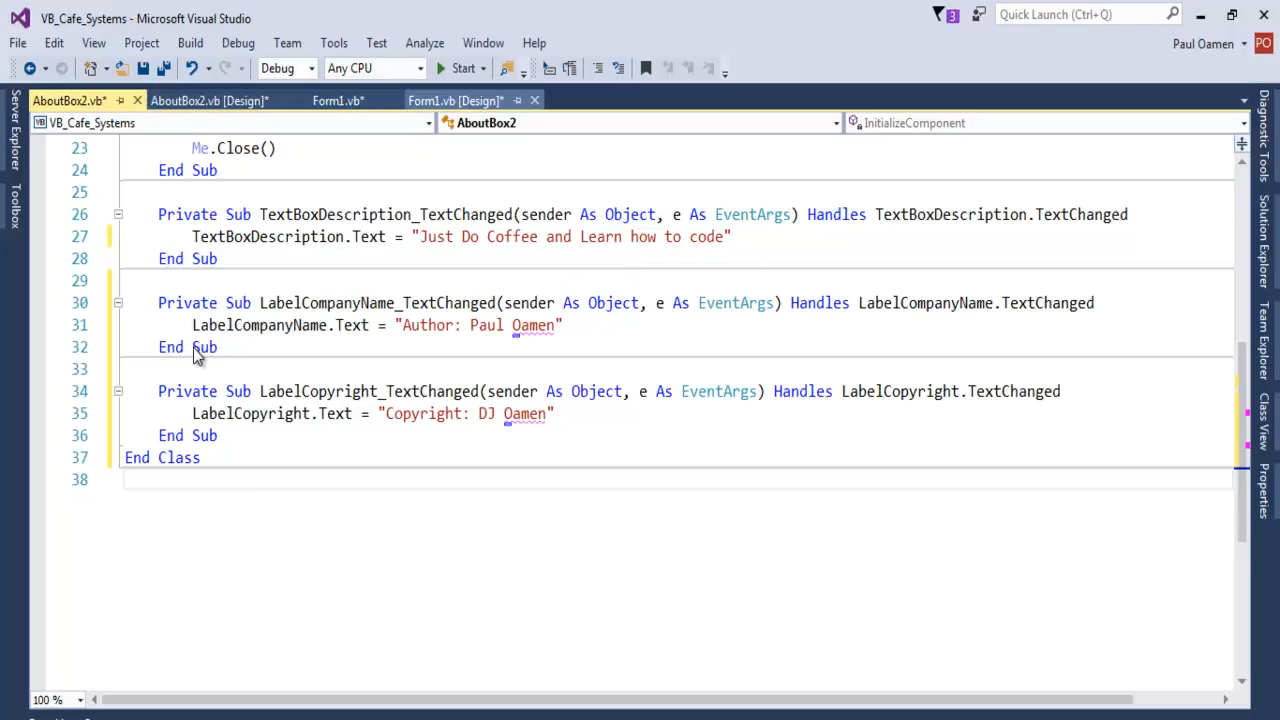 VB_Cafe_Systems - Microsoft Visual Studio
3
Quick Launch (Ctrl+Q)
File Edit View Project Build Debug Team Tools Test Analyze Window Help
Paul Oamen
PO
Debug Any CPU Start
AboutBox2.vb* AboutBox2.vb [Design]* Form1.vb* Form1.vb [Design]*
VB_Cafe_Systems AboutBox2 InitializeComponent
Server Explorer
Toolbox
23 Me.Close()
24 End Sub
25
26 Private Sub TextBoxDescription_TextChanged(sender As Object, e As EventArgs) Handles TextBoxDescription.TextChanged
27 TextBoxDescription.Text = "Just Do Coffee and Learn how to code"
28 End Sub
29
30 Private Sub LabelCompanyName_TextChanged(sender As Object, e As EventArgs) Handles LabelCompanyName.TextChanged
31 LabelCompanyName.Text = "Author: Paul Oamen"
32 End Sub
33
34 Private Sub LabelCopyright_TextChanged(sender As Object, e As EventArgs) Handles LabelCopyright.TextChanged
35 LabelCopyright.Text = "Copyright: DJ Oamen"
36 End Sub
37 End Class
38
Diagnostic Tools
Solution Explorer
Team Explorer
Class View
Properties
100 %